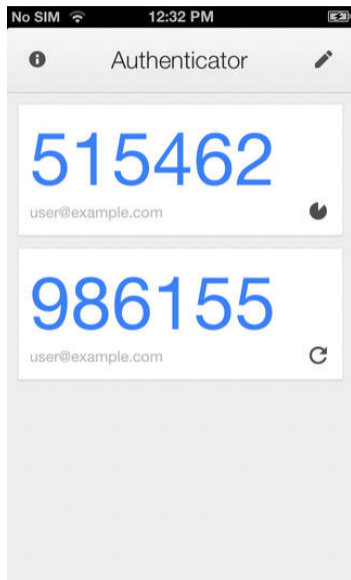 No SIM 12:32 PM
Authenticator
515462
user@example.com
986155
user@example.com